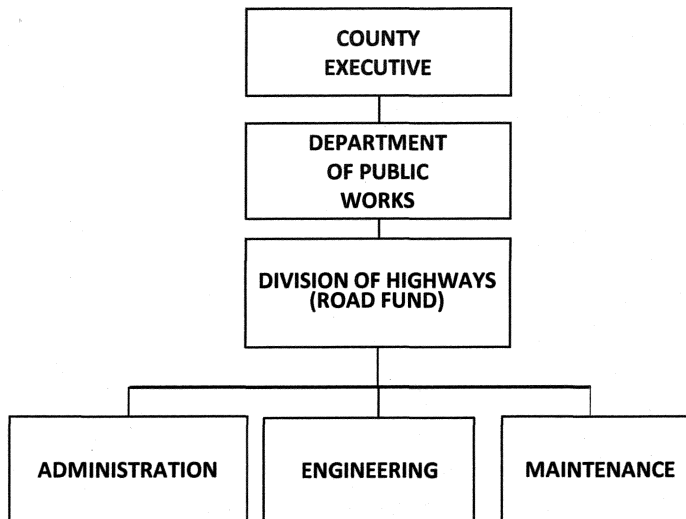 COUNTY
EXECUTIVE
DEPARTMENT
OF PUBLIC
WORKS
DIVISION OF HIGHWAYS
(ROAD FUND)
ADMINISTRATION
ENGINEERING
MAINTENANCE